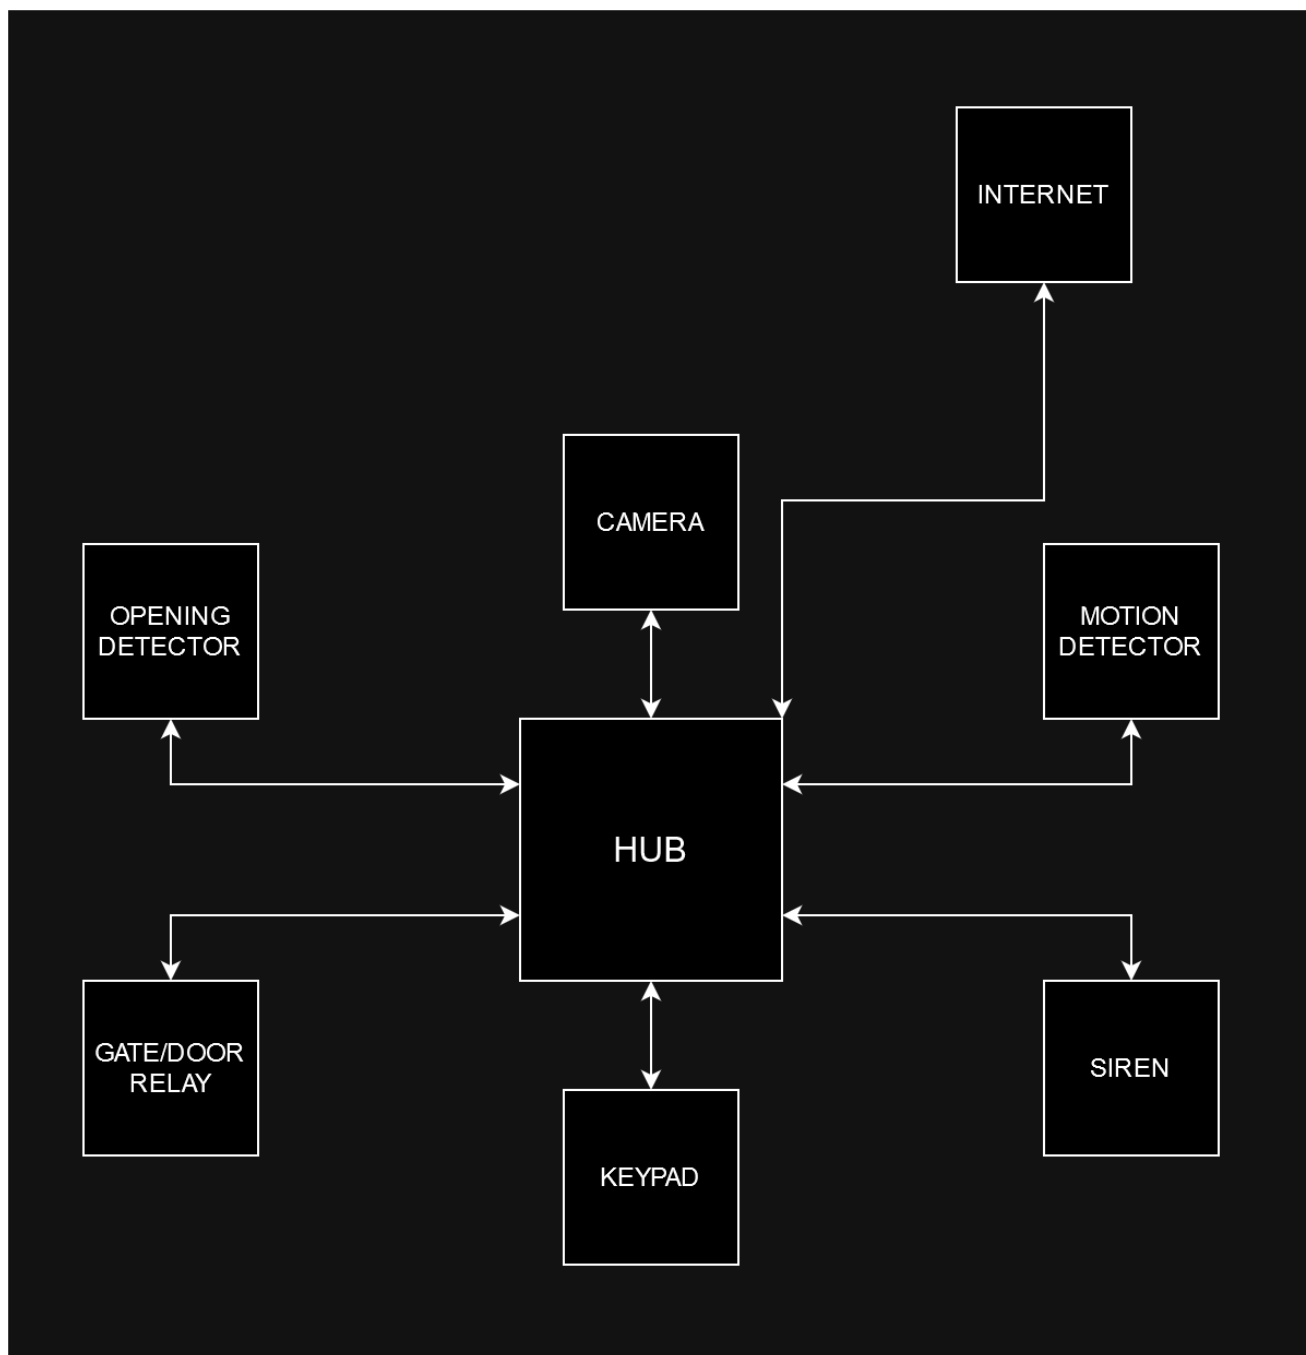 INTERNET
CAMERA
OPENING
DETECTOR
MOTION
DETECTOR
HUB
GATE/DOOR
RELAY
SIREN
KEYPAD